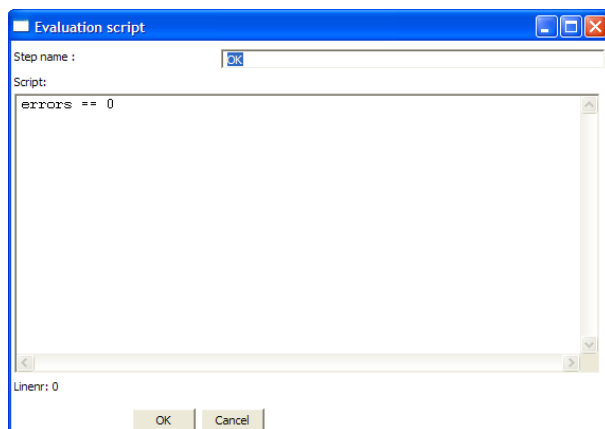 Evaluation script
Step name : OK
Script:
errors == 0
Linenr: 0
OK Cancel